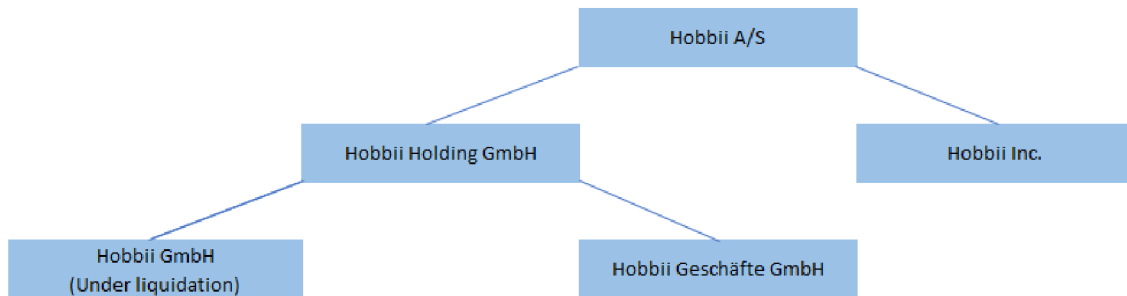 Hobbii A/S
Hobbii Holding GmbH
Hobbii Inc.
Hobbii GmbH
(Under liquidation)
Hobbii Geschäfte GmbH